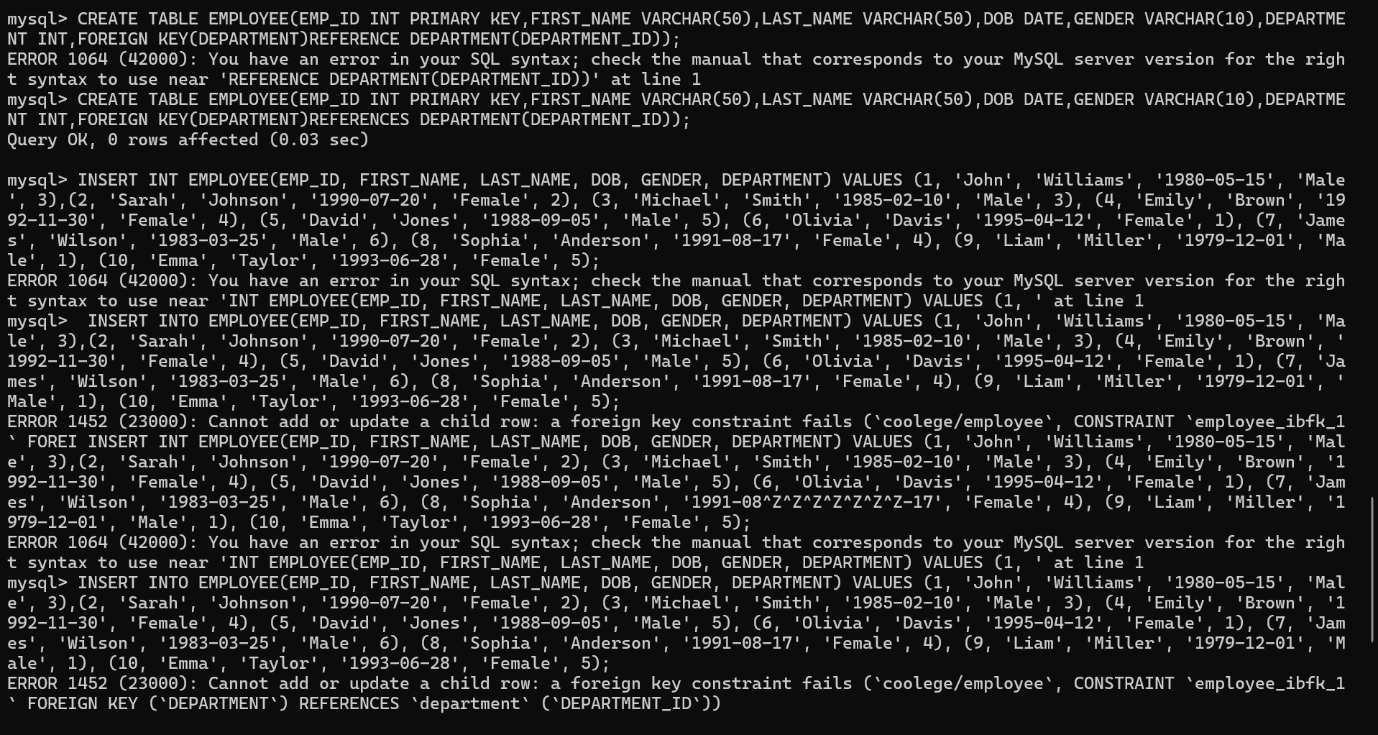 mysql> CREATE TABLE EMPLOYEE(EMP_ID INT PRIMARY KEY,FIRST_NAME VARCHAR(50),LAST_NAME VARCHAR(50),DOB DATE,GENDER VARCHAR(10),DEPARTME
NT INT,FOREIGN KEY(DEPARTMENT)REFERENCE DEPARTMENT(DEPARTMENT_ID));
ERROR 1064 (42000): You have an error in your SQL syntax; check the manual that corresponds to your MySQL server version for the righ
t syntax to use near 'REFERENCE DEPARTMENT(DEPARTMENT_ID))' at line 1
mysql> CREATE TABLE EMPLOYEE(EMP_ID INT PRIMARY KEY,FIRST_NAME VARCHAR(50),LAST_NAME VARCHAR(50),DOB DATE,GENDER VARCHAR(10),DEPARTME
NT INT,FOREIGN KEY(DEPARTMENT)REFERENCES DEPARTMENT(DEPARTMENT_ID));
Query OK, 0 rows affected (0.03 sec)

mysql> INSERT INT EMPLOYEE(EMP_ID, FIRST_NAME, LAST_NAME, DOB, GENDER, DEPARTMENT) VALUES (1, 'John', 'Williams', '1980-05-15', 'Male
', 3),(2, 'Sarah', 'Johnson', '1990-07-20', 'Female', 2), (3, 'Michael', 'Smith', '1985-02-10', 'Male', 3), (4, 'Emily', 'Brown', '19
92-11-30', 'Female', 4), (5, 'David', 'Jones', '1988-09-05', 'Male', 5), (6, 'Olivia', 'Davis', '1995-04-12', 'Female', 1), (7, 'Jame
s', 'Wilson', '1983-03-25', 'Male', 6), (8, 'Sophia', 'Anderson', '1991-08-17', 'Female', 4), (9, 'Liam', 'Miller', '1979-12-01', 'Ma
le', 1), (10, 'Emma', 'Taylor', '1993-06-28', 'Female', 5);
ERROR 1064 (42000): You have an error in your SQL syntax; check the manual that corresponds to your MySQL server version for the righ
t syntax to use near 'INT EMPLOYEE(EMP_ID, FIRST_NAME, LAST_NAME, DOB, GENDER, DEPARTMENT) VALUES (1, ' at line 1
mysql>  INSERT INTO EMPLOYEE(EMP_ID, FIRST_NAME, LAST_NAME, DOB, GENDER, DEPARTMENT) VALUES (1, 'John', 'Williams', '1980-05-15', 'Ma
le', 3),(2, 'Sarah', 'Johnson', '1990-07-20', 'Female', 2), (3, 'Michael', 'Smith', '1985-02-10', 'Male', 3), (4, 'Emily', 'Brown', '
1992-11-30', 'Female', 4), (5, 'David', 'Jones', '1988-09-05', 'Male', 5), (6, 'Olivia', 'Davis', '1995-04-12', 'Female', 1), (7, 'Ja
mes', 'Wilson', '1983-03-25', 'Male', 6), (8, 'Sophia', 'Anderson', '1991-08-17', 'Female', 4), (9, 'Liam', 'Miller', '1979-12-01', '
Male', 1), (10, 'Emma', 'Taylor', '1993-06-28', 'Female', 5);
ERROR 1452 (23000): Cannot add or update a child row: a foreign key constraint fails (`coolege/employee`, CONSTRAINT `employee_ibfk_1
` FOREI INSERT INT EMPLOYEE(EMP_ID, FIRST_NAME, LAST_NAME, DOB, GENDER, DEPARTMENT) VALUES (1, 'John', 'Williams', '1980-05-15', 'Mal
e', 3),(2, 'Sarah', 'Johnson', '1990-07-20', 'Female', 2), (3, 'Michael', 'Smith', '1985-02-10', 'Male', 3), (4, 'Emily', 'Brown', '1
992-11-30', 'Female', 4), (5, 'David', 'Jones', '1988-09-05', 'Male', 5), (6, 'Olivia', 'Davis', '1995-04-12', 'Female', 1), (7, 'Jam
es', 'Wilson', '1983-03-25', 'Male', 6), (8, 'Sophia', 'Anderson', '1991-08^Z^Z^Z^Z^Z^Z^Z-17', 'Female', 4), (9, 'Liam', 'Miller', '1
979-12-01', 'Male', 1), (10, 'Emma', 'Taylor', '1993-06-28', 'Female', 5);
ERROR 1064 (42000): You have an error in your SQL syntax; check the manual that corresponds to your MySQL server version for the righ
t syntax to use near 'INT EMPLOYEE(EMP_ID, FIRST_NAME, LAST_NAME, DOB, GENDER, DEPARTMENT) VALUES (1, ' at line 1
mysql> INSERT INTO EMPLOYEE(EMP_ID, FIRST_NAME, LAST_NAME, DOB, GENDER, DEPARTMENT) VALUES (1, 'John', 'Williams', '1980-05-15', 'Mal
e', 3),(2, 'Sarah', 'Johnson', '1990-07-20', 'Female', 2), (3, 'Michael', 'Smith', '1985-02-10', 'Male', 3), (4, 'Emily', 'Brown', '1
992-11-30', 'Female', 4), (5, 'David', 'Jones', '1988-09-05', 'Male', 5), (6, 'Olivia', 'Davis', '1995-04-12', 'Female', 1), (7, 'Jam
es', 'Wilson', '1983-03-25', 'Male', 6), (8, 'Sophia', 'Anderson', '1991-08-17', 'Female', 4), (9, 'Liam', 'Miller', '1979-12-01', 'M
ale', 1), (10, 'Emma', 'Taylor', '1993-06-28', 'Female', 5);
ERROR 1452 (23000): Cannot add or update a child row: a foreign key constraint fails (`coolege/employee`, CONSTRAINT `employee_ibfk_1
` FOREIGN KEY (`DEPARTMENT`) REFERENCES `department` (`DEPARTMENT_ID`))